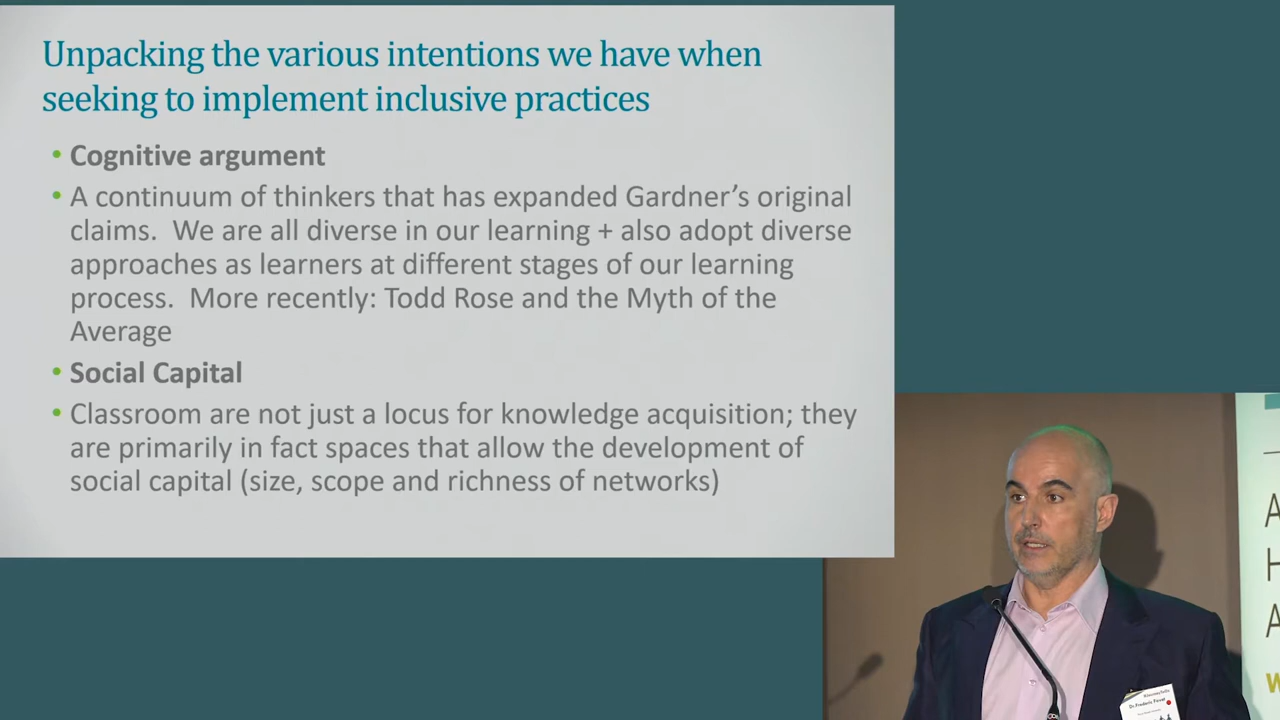 Unpacking the various intentions we have when
seeking to implement inclusive practices
• Cognitive argument
• A continuum of thinkers that has expanded Gardner's original
claims.  We are all diverse in our learning + also adopt diverse
approaches as learners at different stages of our learning
process.  More recently: Todd Rose and the Myth of the
Average
• Social Capital
• Classroom are not just a locus for knowledge acquisition; they
are primarily in fact spaces that allow the development of
social capital (size, scope and richness of networks)
A
H
A
w
Dr. Frederic Fovet